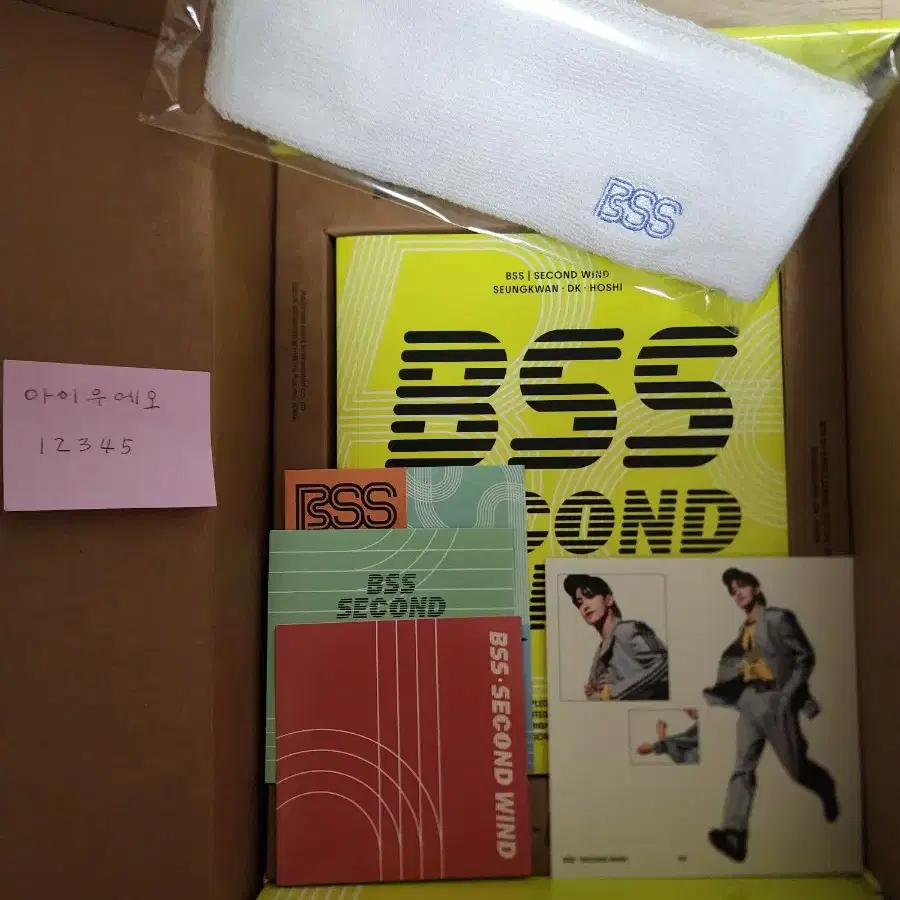 BSS
BSS | SECOND WIND
SEUNGKWAN · DK · HOSHI
BSS
아이우에오
12345
BSS
BSS
SECOND
BSS · SECOND WIND